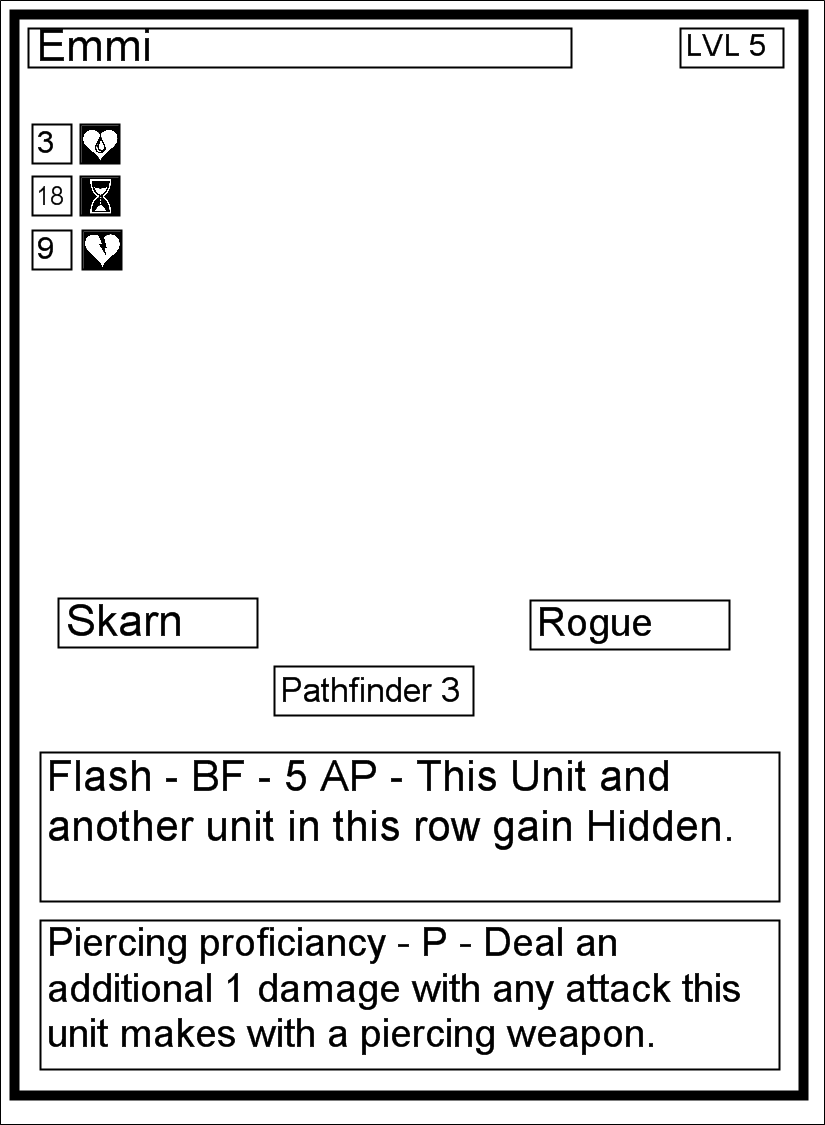 Emmi
LVL 5
3
18
9
Skarn
Rogue
Pathfinder 3
Flash - BF - 5 AP - This Unit and
another unit in this row gain Hidden.
Piercing proficiancy - P - Deal an
additional 1 damage with any attack this
unit makes with a piercing weapon.